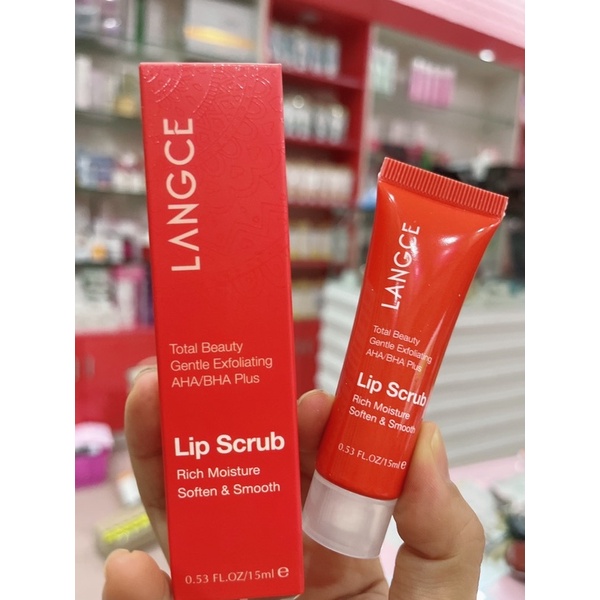 LANGCE
Total Beauty
Gentle Exfoliating
AHA/BHA Plus
Lip Scrub
Rich Moisture
Soften & Smooth
0.53 FL.OZ/15ml ℮
LANGCE
Total Beauty
Gentle Exfoliating
AHA/BHA Plus
Lip Scrub
Rich Moisture
Soften & Smooth
0.53 FL.OZ/15ml ℮